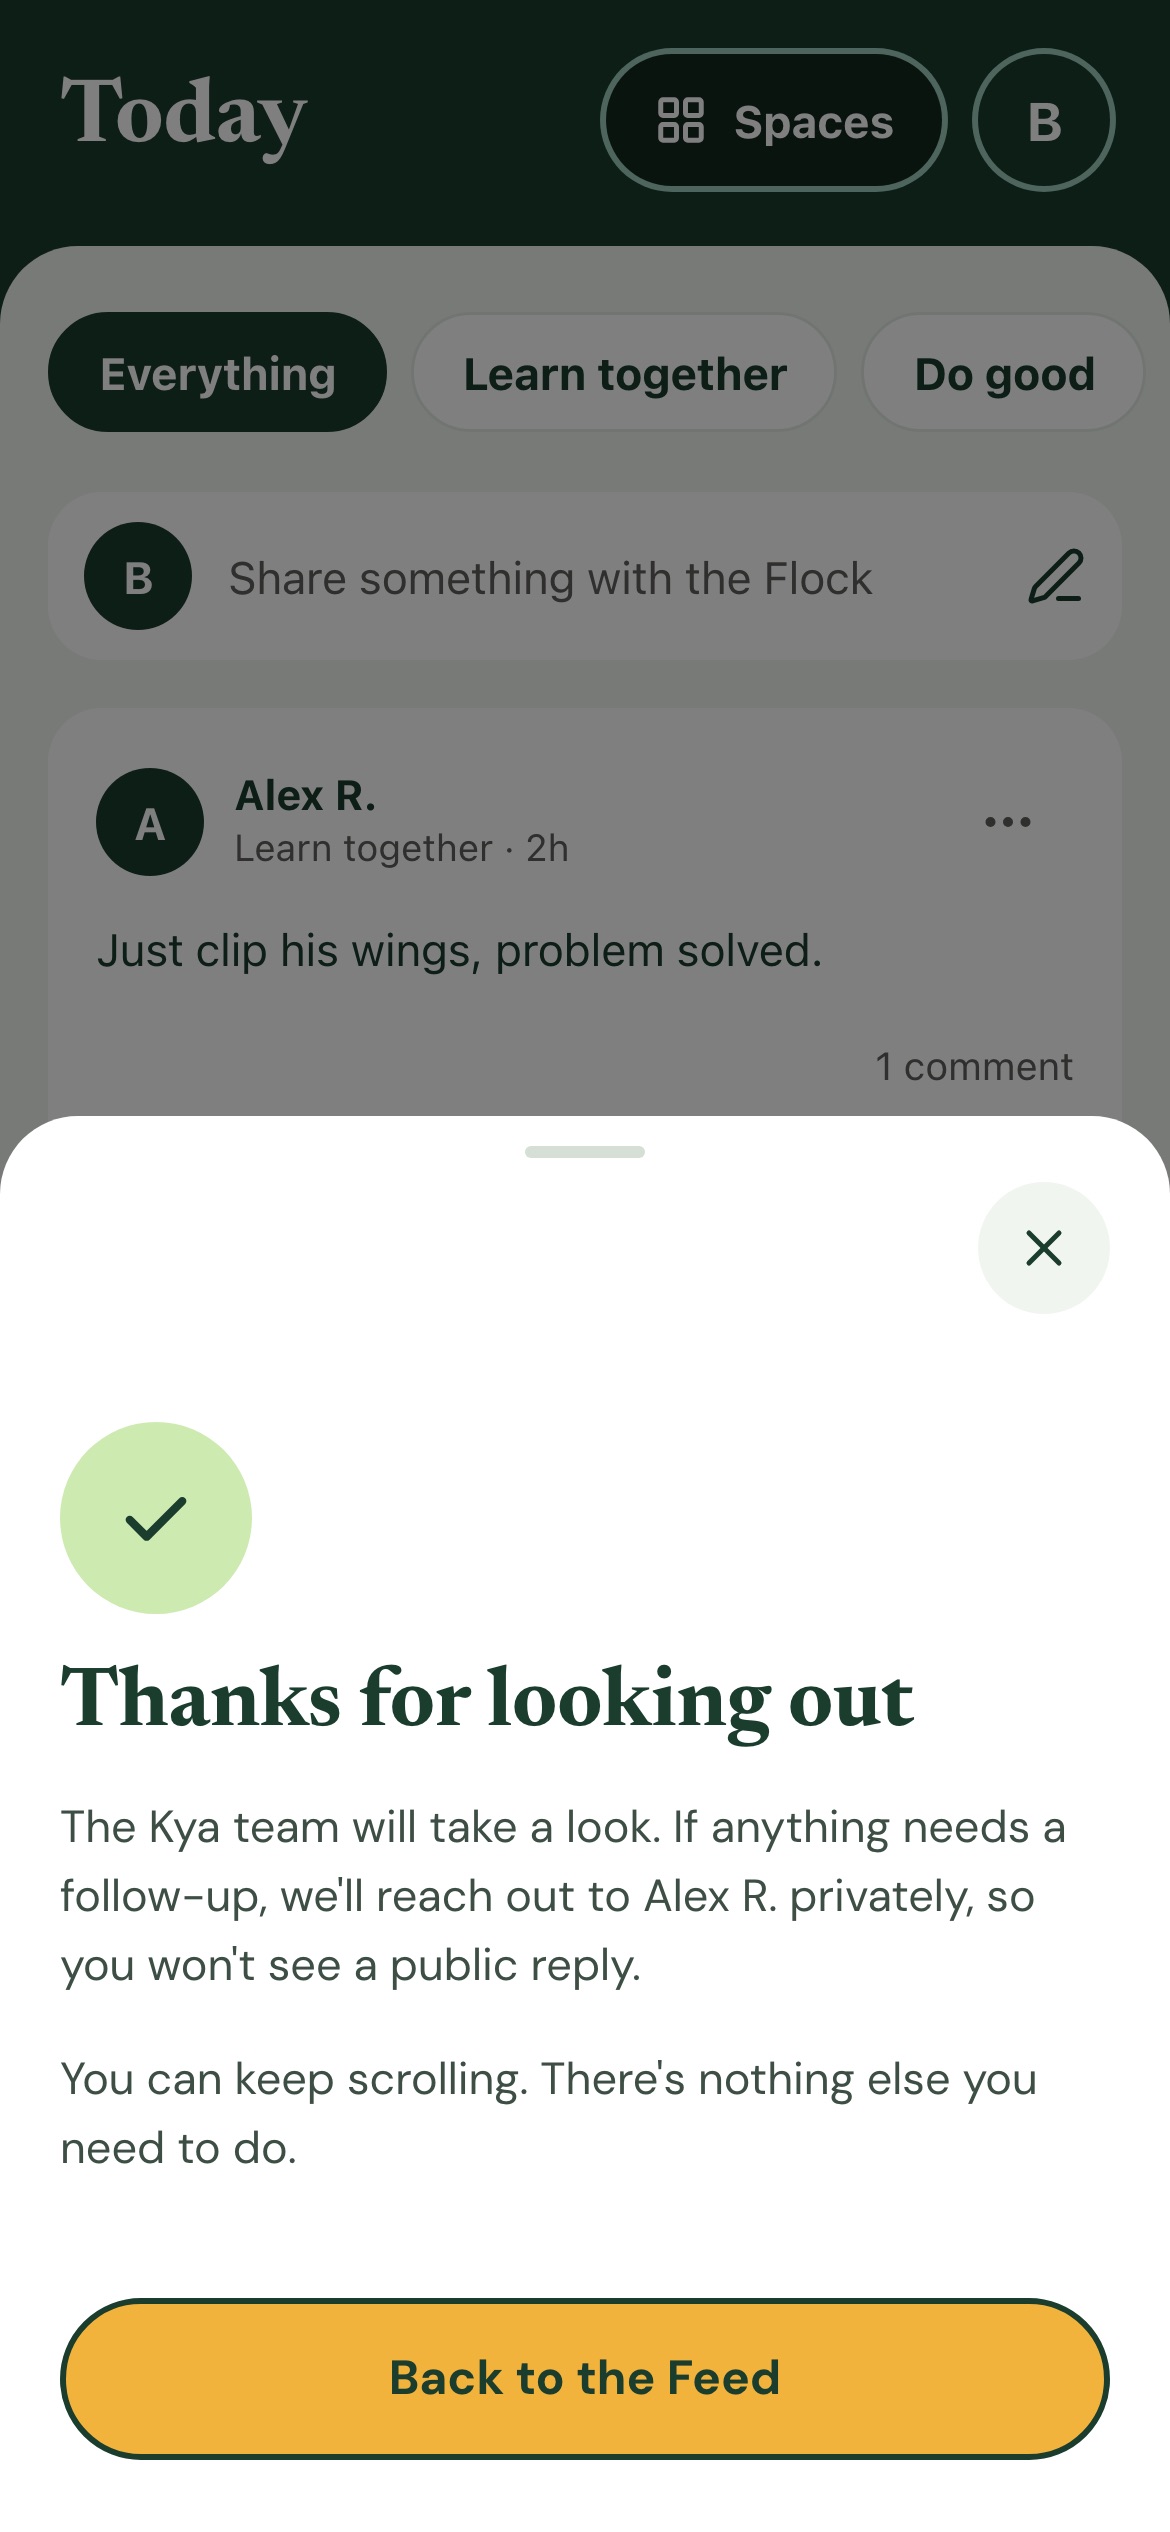 Today
Spaces
B
Everything
Learn together
Do good
B
Share something with the Flock
A
Alex R.
Learn together · 2h
Just clip his wings, problem solved.
1 comment
Thanks for looking out
The Kya team will take a look. If anything needs a
follow-up, we'll reach out to Alex R. privately, so
you won't see a public reply.
You can keep scrolling. There's nothing else you
need to do.
Back to the Feed